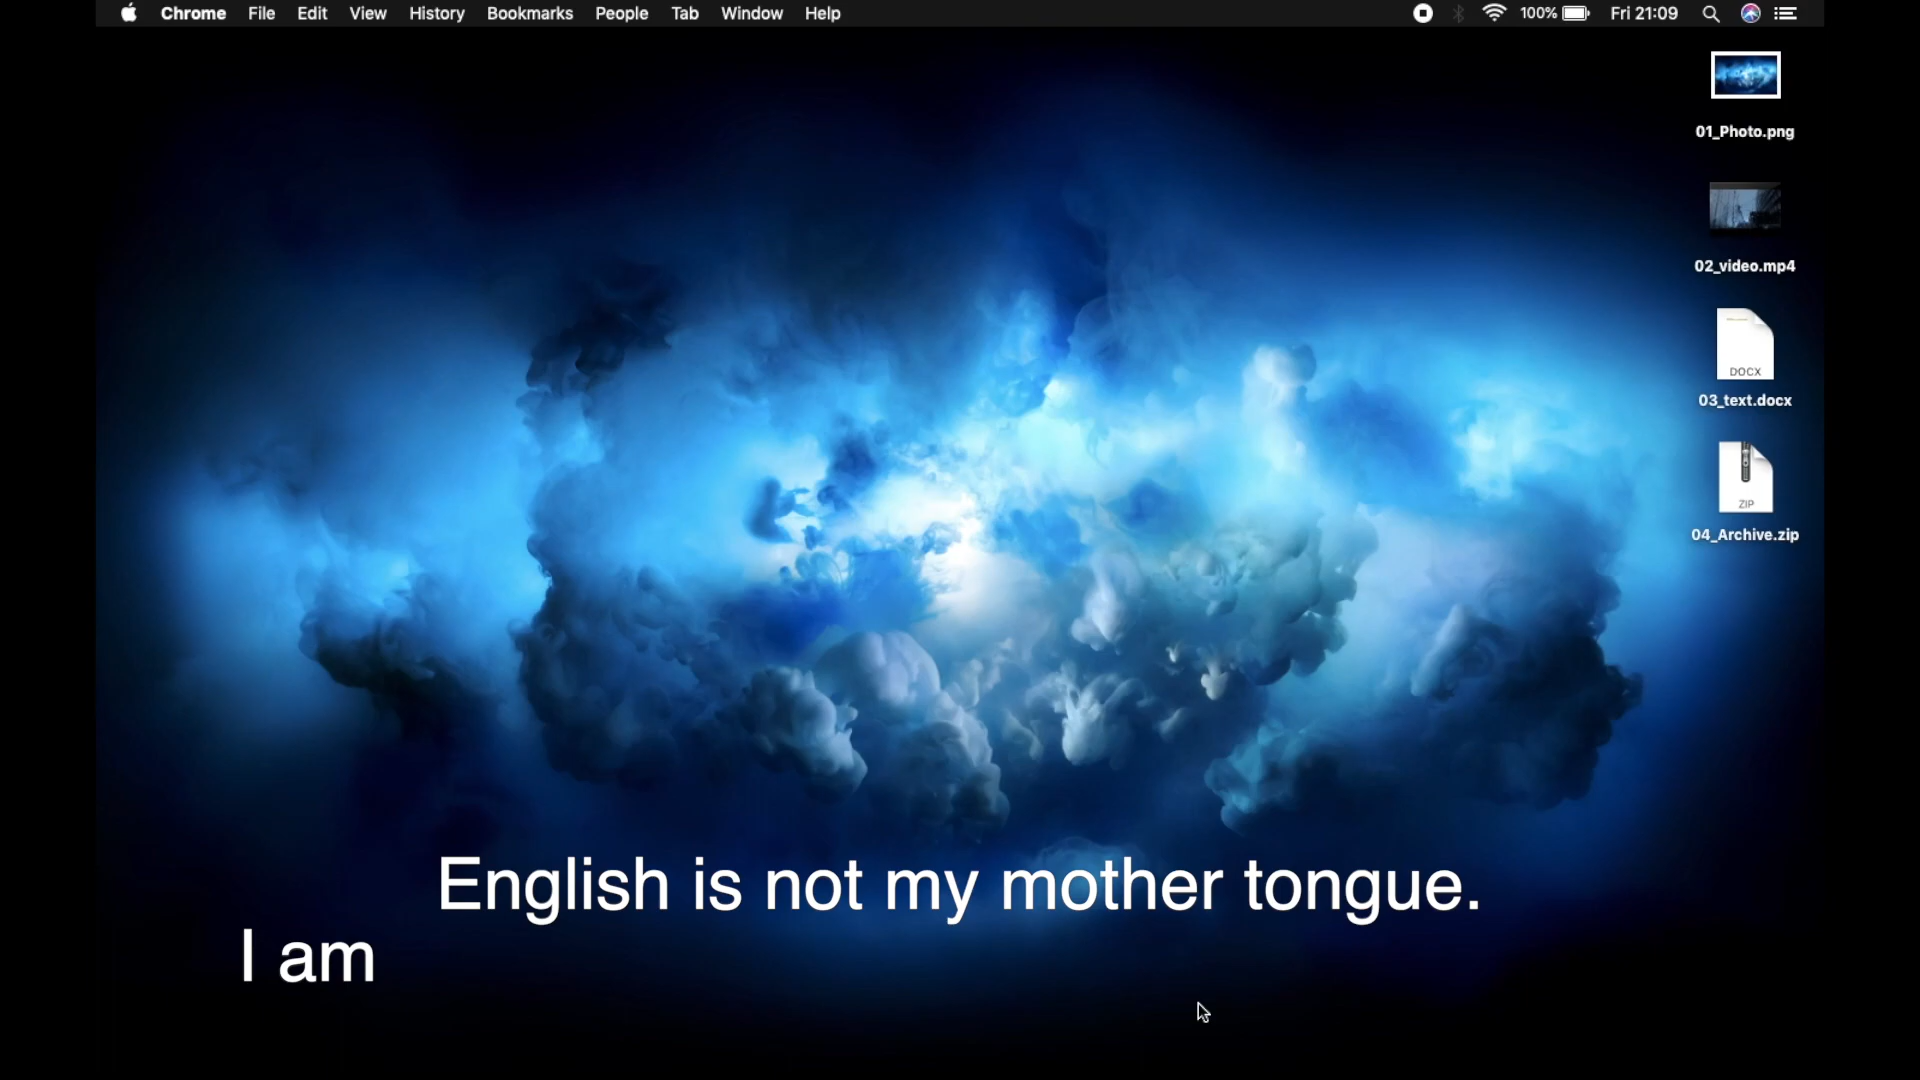 Chrome File Edit View History Bookmarks People Tab Window Help 100% Fri 21:09
01_Photo.png
02_video.mp4
DOCX
03_text.docx
ZIP
04_Archive.zip
English is not my mother tongue.
I am